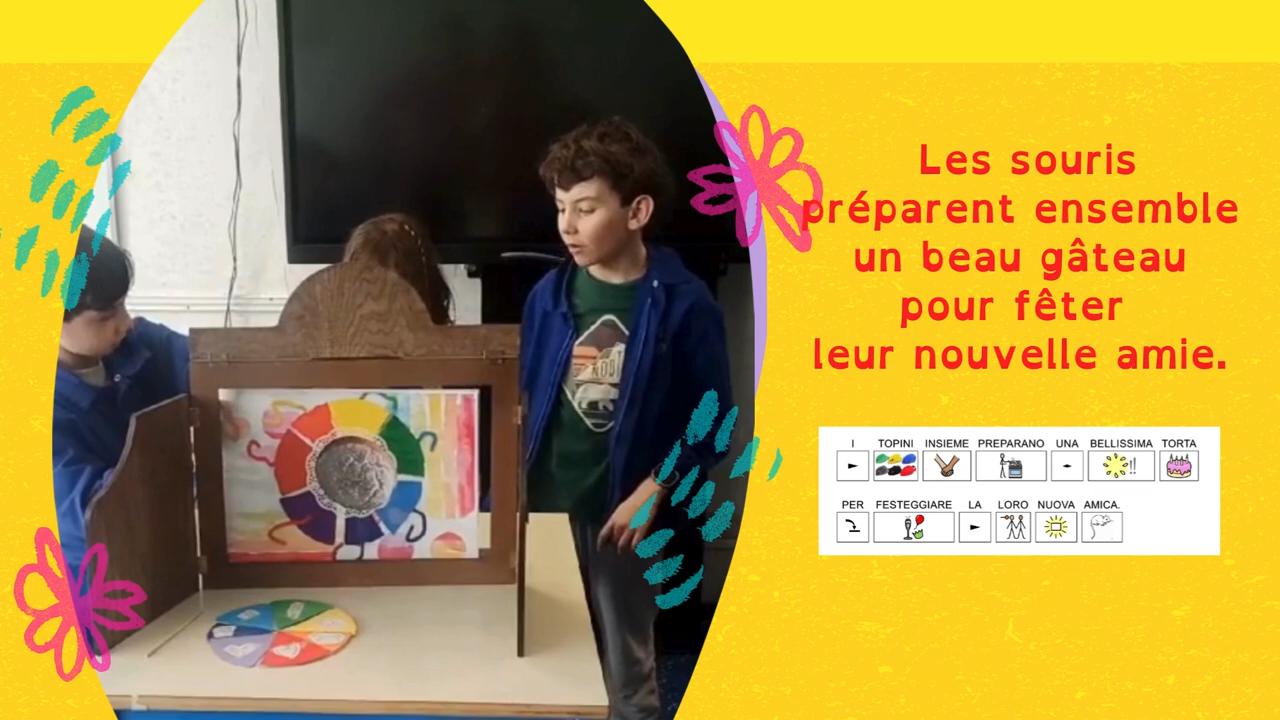 Les souris
préparent ensemble
un beau gâteau
pour fêter
leur nouvelle amie.
I TOPINI INSIEME PREPARANO UNA BELLISSIMA TORTA
PER FESTEGGIARE LA LORO NUOVA AMICA.